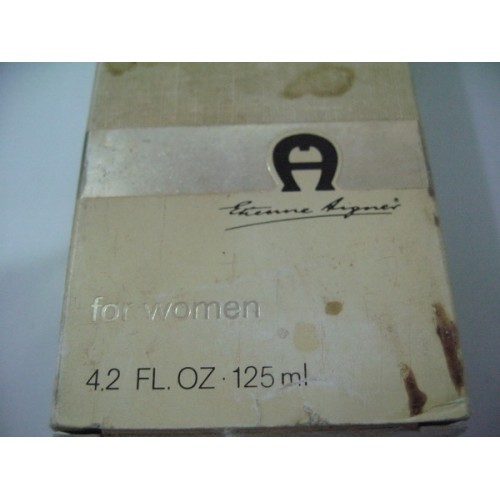 Etienne Aigner
for women
4.2 FL. OZ · 125 ml